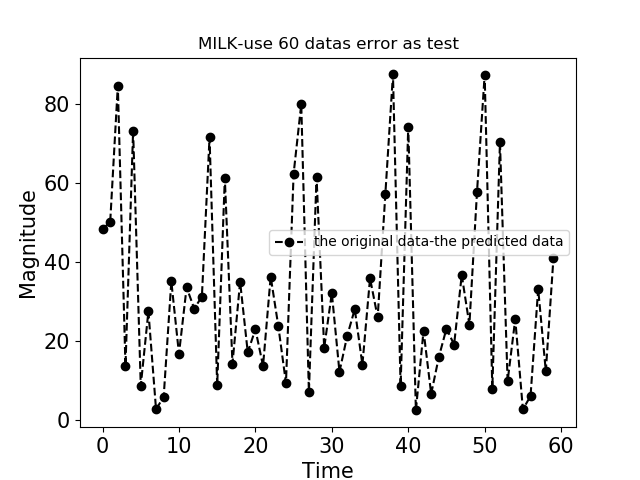 MILK-use 60 datas error as test
Magnitude
80
60
40
20
0
the original data-the predicted data
0 10 20 30 40 50 60
Time